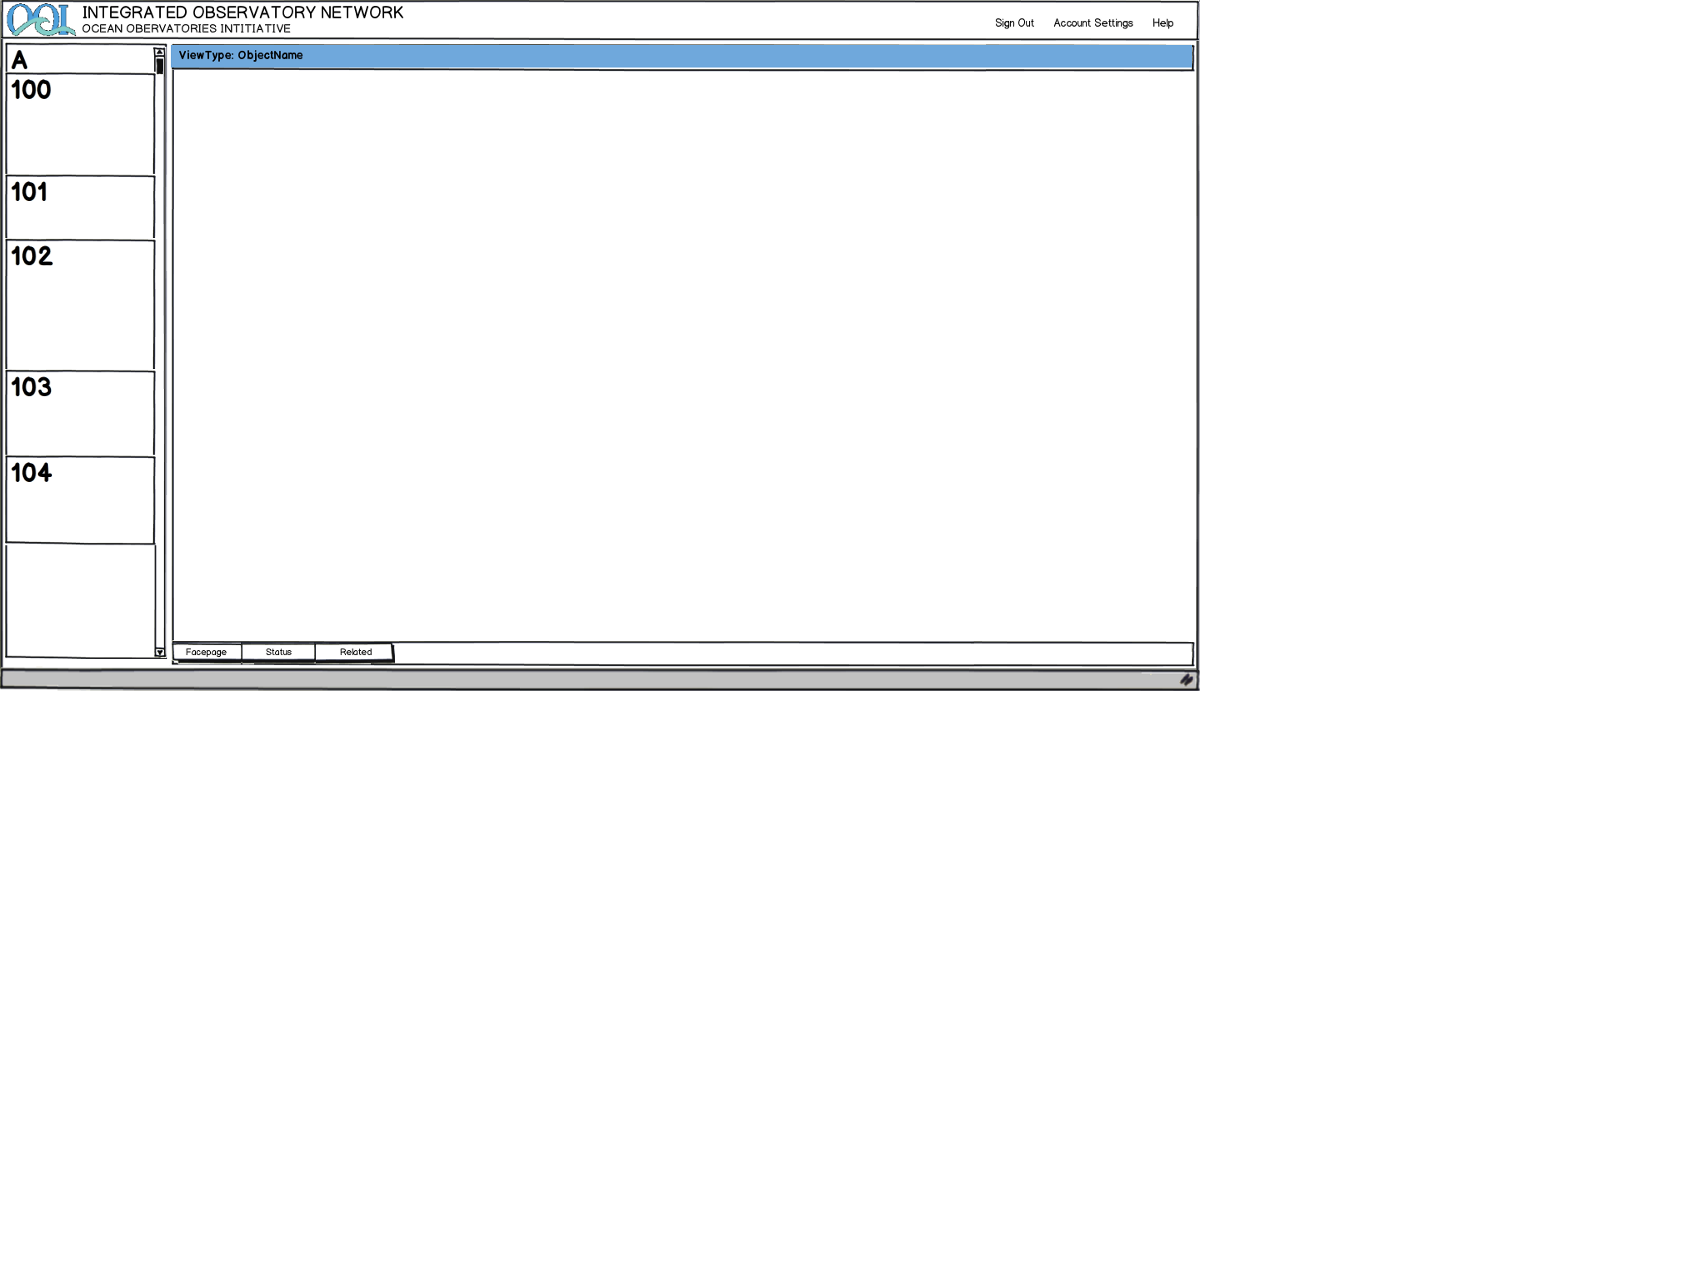 OOI
INTEGRATED OBSERVATORY NETWORK
OCEAN OBERVATORIES INTITIATIVE
Sign Out Account Settings Help
A
ViewType: ObjectName
100
101
102
103
104
Facepage Status Related